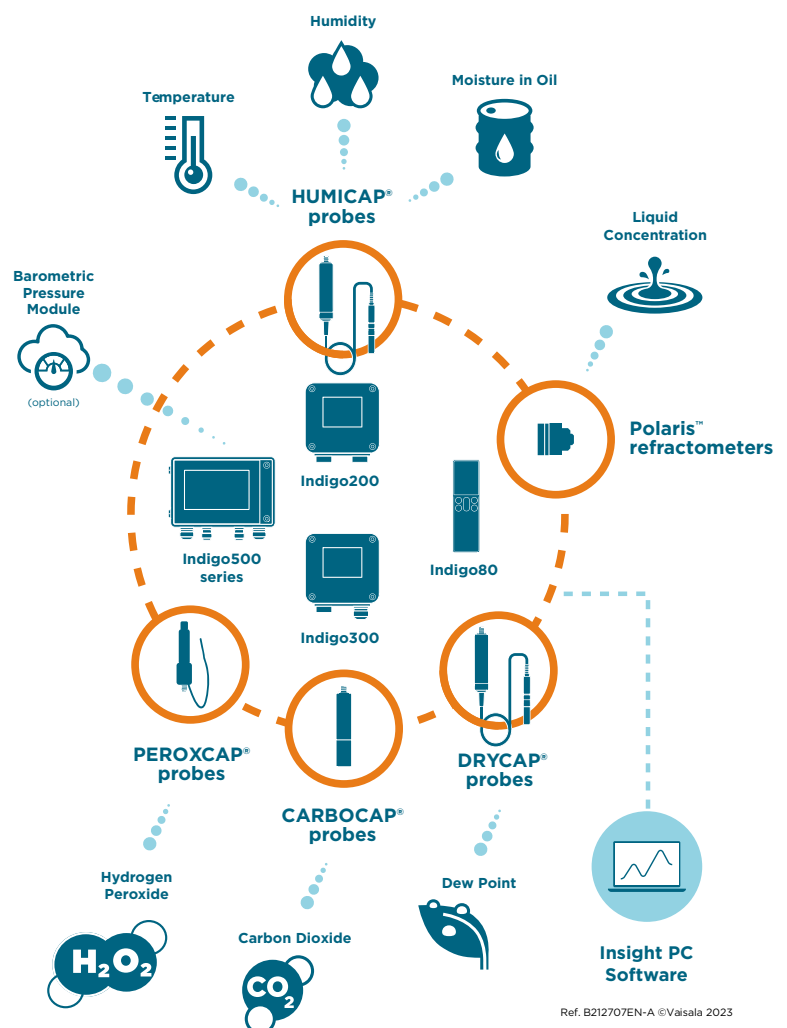 Humidity
Temperature
Moisture in Oil
HUMICAP®
probes
Liquid
Concentration
Barometric
Pressure
Module
(optional)
Polaris™
refractometers
Indigo200
Indigo500
series
Indigo80
Indigo300
PEROXCAP®
probes
DRYCAP®
probes
CARBOCAP®
probes
Hydrogen
Peroxide
H₂O₂
Carbon Dioxide
CO₂
Dew Point
Insight PC
Software
Ref. B212707EN-A ©Vaisala 2023